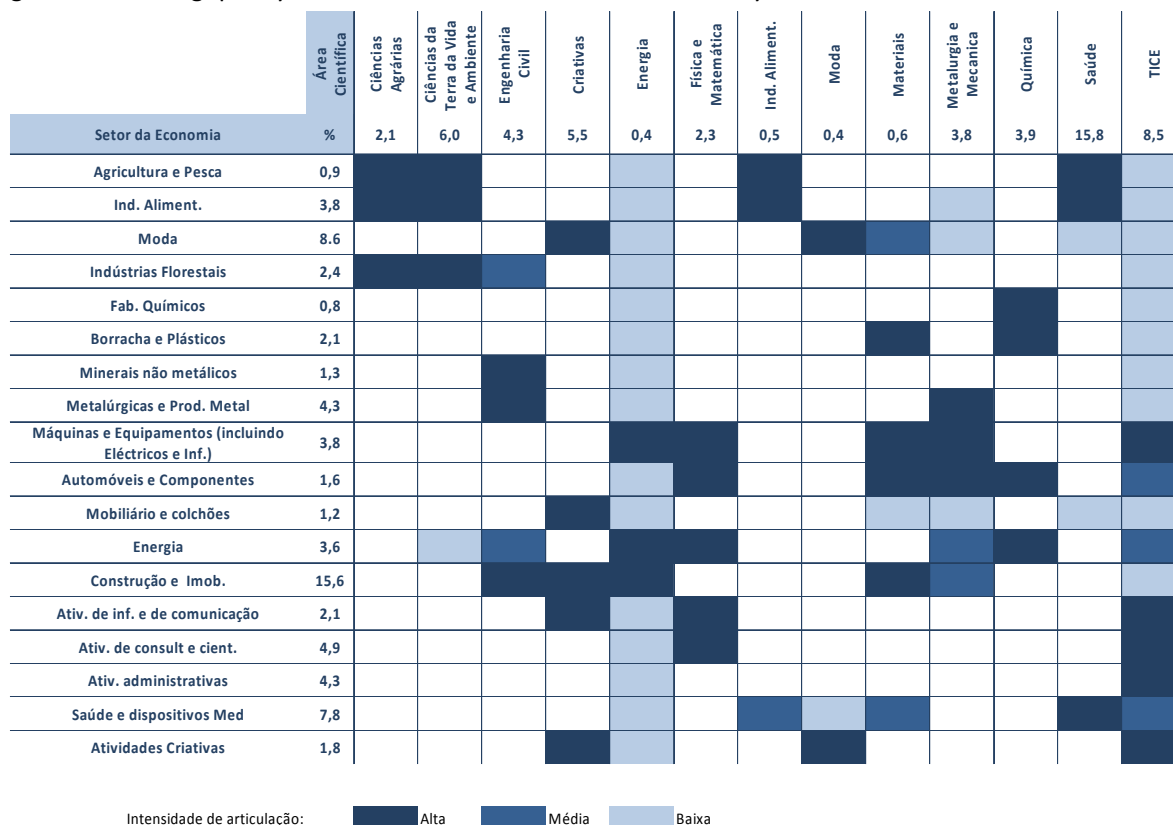 Área
Científica
Ciências
Agrárias
Ciências da
Terra da Vida
e Ambiente
Engenharia
Civil
Criativas
Energia
Física e
Matemática
Ind. Aliment.
Moda
Materiais
Metalurgia e
Mecanica
Química
Saúde
TICE
Setor da Economia % 2,1 6,0 4,3 5,5 0,4 2,3 0,5 0,4 0,6 3,8 3,9 15,8 8,5
Agricultura e Pesca 0,9
Ind. Aliment. 3,8
Moda 8.6
Indústrias Florestais 2,4
Fab. Químicos 0,8
Borracha e Plásticos 2,1
Minerais não metálicos 1,3
Metalúrgicas e Prod. Metal 4,3
Máquinas e Equipamentos (incluindo
Eléctricos e Inf.) 3,8
Automóveis e Componentes 1,6
Mobiliário e colchões 1,2
Energia 3,6
Construção e Imob. 15,6
Ativ. de inf. e de comunicação 2,1
Ativ. de consult e cient. 4,9
Ativ. administrativas 4,3
Saúde e dispositivos Med 7,8
Atividades Criativas 1,8
Intensidade de articulação: Alta Média Baixa